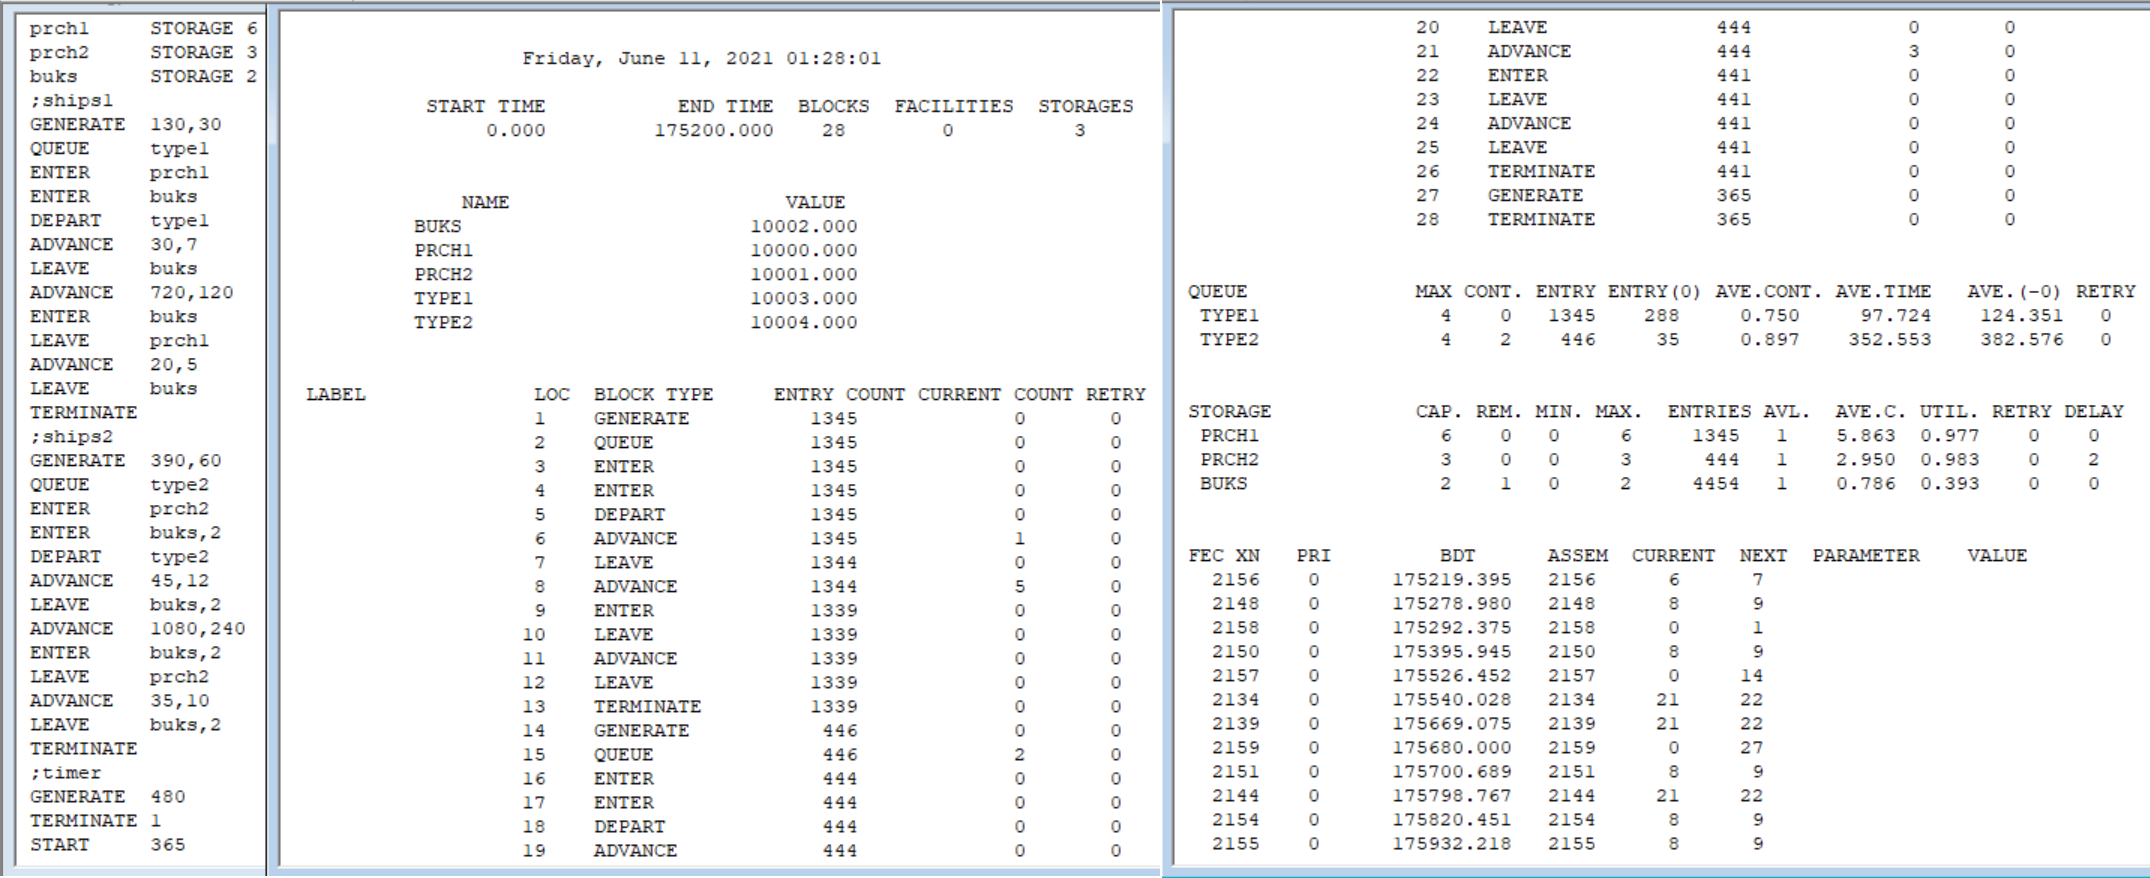 prch1 STORAGE 6
prch2 STORAGE 3
buks STORAGE 2
;ships1
GENERATE 130,30
QUEUE type1
ENTER prch1
ENTER buks
DEPART type1
ADVANCE 30,7
LEAVE buks
ADVANCE 720,120
ENTER buks
LEAVE prch1
ADVANCE 20,5
LEAVE buks
TERMINATE
;ships2
GENERATE 390,60
QUEUE type2
ENTER prch2
ENTER buks,2
DEPART type2
ADVANCE 45,12
LEAVE buks,2
ADVANCE 1080,240
ENTER buks,2
LEAVE prch2
ADVANCE 35,10
LEAVE buks,2
TERMINATE
;timer
GENERATE 480
TERMINATE 1
START 365
Friday, June 11, 2021 01:28:01
START TIME END TIME BLOCKS FACILITIES STORAGES
0.000 175200.000 28 0 3
NAME VALUE
BUKS 10002.000
PRCH1 10000.000
PRCH2 10001.000
TYPE1 10003.000
TYPE2 10004.000
LABEL LOC BLOCK TYPE ENTRY COUNT CURRENT COUNT RETRY
1 GENERATE 1345 0 0
2 QUEUE 1345 0 0
3 ENTER 1345 0 0
4 ENTER 1345 0 0
5 DEPART 1345 0 0
6 ADVANCE 1345 1 0
7 LEAVE 1344 0 0
8 ADVANCE 1344 5 0
9 ENTER 1339 0 0
10 LEAVE 1339 0 0
11 ADVANCE 1339 0 0
12 LEAVE 1339 0 0
13 TERMINATE 1339 0 0
14 GENERATE 446 0 0
15 QUEUE 446 2 0
16 ENTER 444 0 0
17 ENTER 444 0 0
18 DEPART 444 0 0
19 ADVANCE 444 0 0
20 LEAVE 444 0 0
21 ADVANCE 444 3 0
22 ENTER 441 0 0
23 LEAVE 441 0 0
24 ADVANCE 441 0 0
25 LEAVE 441 0 0
26 TERMINATE 441 0 0
27 GENERATE 365 0 0
28 TERMINATE 365 0 0
QUEUE MAX CONT. ENTRY ENTRY(0) AVE.CONT. AVE.TIME AVE.(-0) RETRY
TYPE1 4 0 1345 288 0.750 97.724 124.351 0
TYPE2 4 2 446 35 0.897 352.553 382.576 0
STORAGE CAP. REM. MIN. MAX. ENTRIES AVL. AVE.C. UTIL. RETRY DELAY
PRCH1 6 0 0 6 1345 1 5.863 0.977 0 0
PRCH2 3 0 0 3 444 1 2.950 0.983 0 2
BUKS 2 1 0 2 4454 1 0.786 0.393 0 0
FEC XN PRI BDT ASSEM CURRENT NEXT PARAMETER VALUE
2156 0 175219.395 2156 6 7
2148 0 175278.980 2148 8 9
2158 0 175292.375 2158 0 1
2150 0 175395.945 2150 8 9
2157 0 175526.452 2157 0 14
2134 0 175540.028 2134 21 22
2139 0 175669.075 2139 21 22
2159 0 175680.000 2159 0 27
2151 0 175700.689 2151 8 9
2144 0 175798.767 2144 21 22
2154 0 175820.451 2154 8 9
2155 0 175932.218 2155 8 9